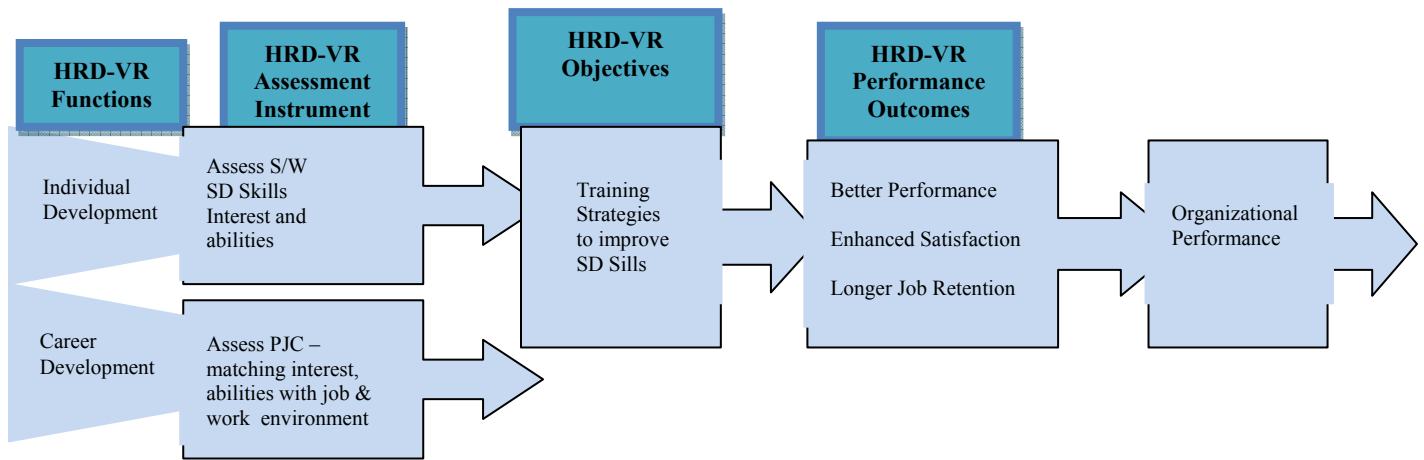 HRD-VR
Functions
HRD-VR
Assessment
Instrument
HRD-VR
Objectives
HRD-VR
Performance
Outcomes
Individual
Development
Assess S/W
SD Skills
Interest and
abilities
Training
Strategies
to improve
SD Sills
Better Performance
Enhanced Satisfaction
Longer Job Retention
Organizational
Performance
Career
Development
Assess PJC –
matching interest,
abilities with job &
work environment